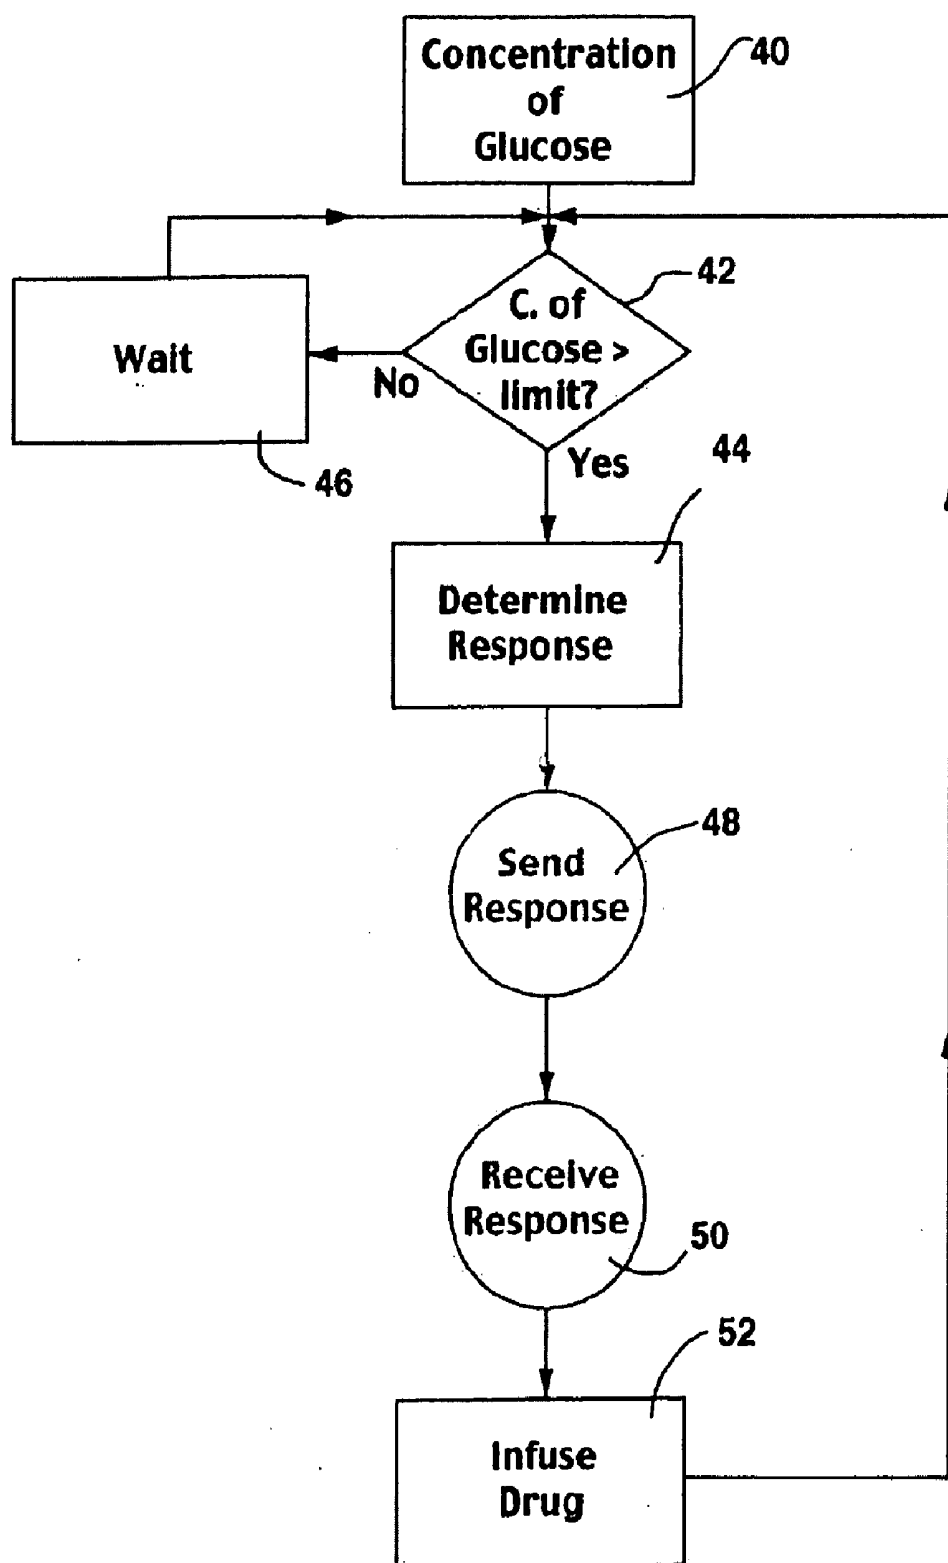 Concentration
of
Glucose
40
42
C. of
Glucose >
limit?
Wait
No
46
Yes
44
Determine
Response
48
Send
Response
Receive
Response
50
52
Infuse
Drug